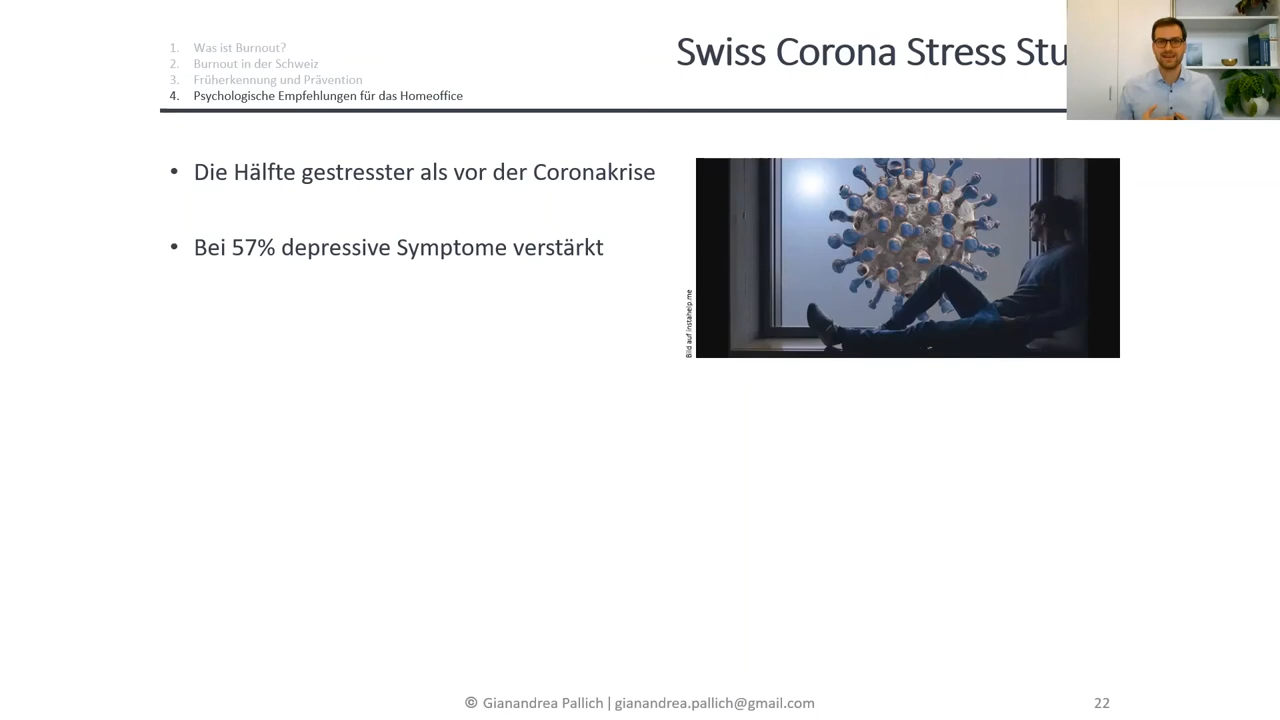 1. Was ist Burnout?
2. Burnout in der Schweiz
3. Früherkennung und Prävention
4. Psychologische Empfehlungen für das Homeoffice
Swiss Corona Stress Stu
• Die Hälfte gestresster als vor der Coronakrise
• Bei 57% depressive Symptome verstärkt
Bild auf instahelp.me
© Gianandrea Pallich | gianandrea.pallich@gmail.com
22